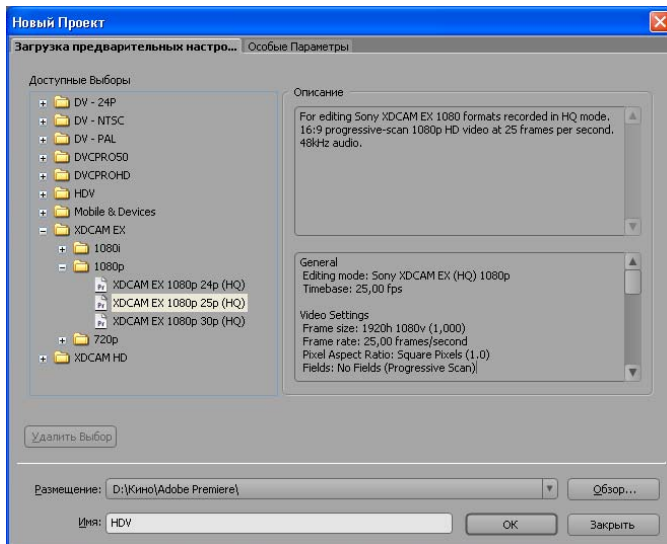 Новый Проект
Загрузка предварительных настро... Особые Параметры
Доступные Выборы
DV - 24P
DV - NTSC
DV - PAL
DVCPRO50
DVCPROHD
HDV
Mobile & Devices
XDCAM EX
1080i
1080p
XDCAM EX 1080p 24p (HQ)
XDCAM EX 1080p 25p (HQ)
XDCAM EX 1080p 30p (HQ)
720p
XDCAM HD
Описание
For editing Sony XDCAM EX 1080 formats recorded in HQ mode.
16:9 progressive-scan 1080p HD video at 25 frames per second.
48kHz audio.
General
Editing mode: Sony XDCAM EX (HQ) 1080p
Timebase: 25,00 fps
Video Settings
Frame size: 1920h 1080v (1,000)
Frame rate: 25,00 frames/second
Pixel Aspect Ratio: Square Pixels (1.0)
Fields: No Fields (Progressive Scan)
Удалить Выбор
Размещение: D:\Кино\Adobe Premiere\ Обзор...
Имя: HDV OK Закрыть